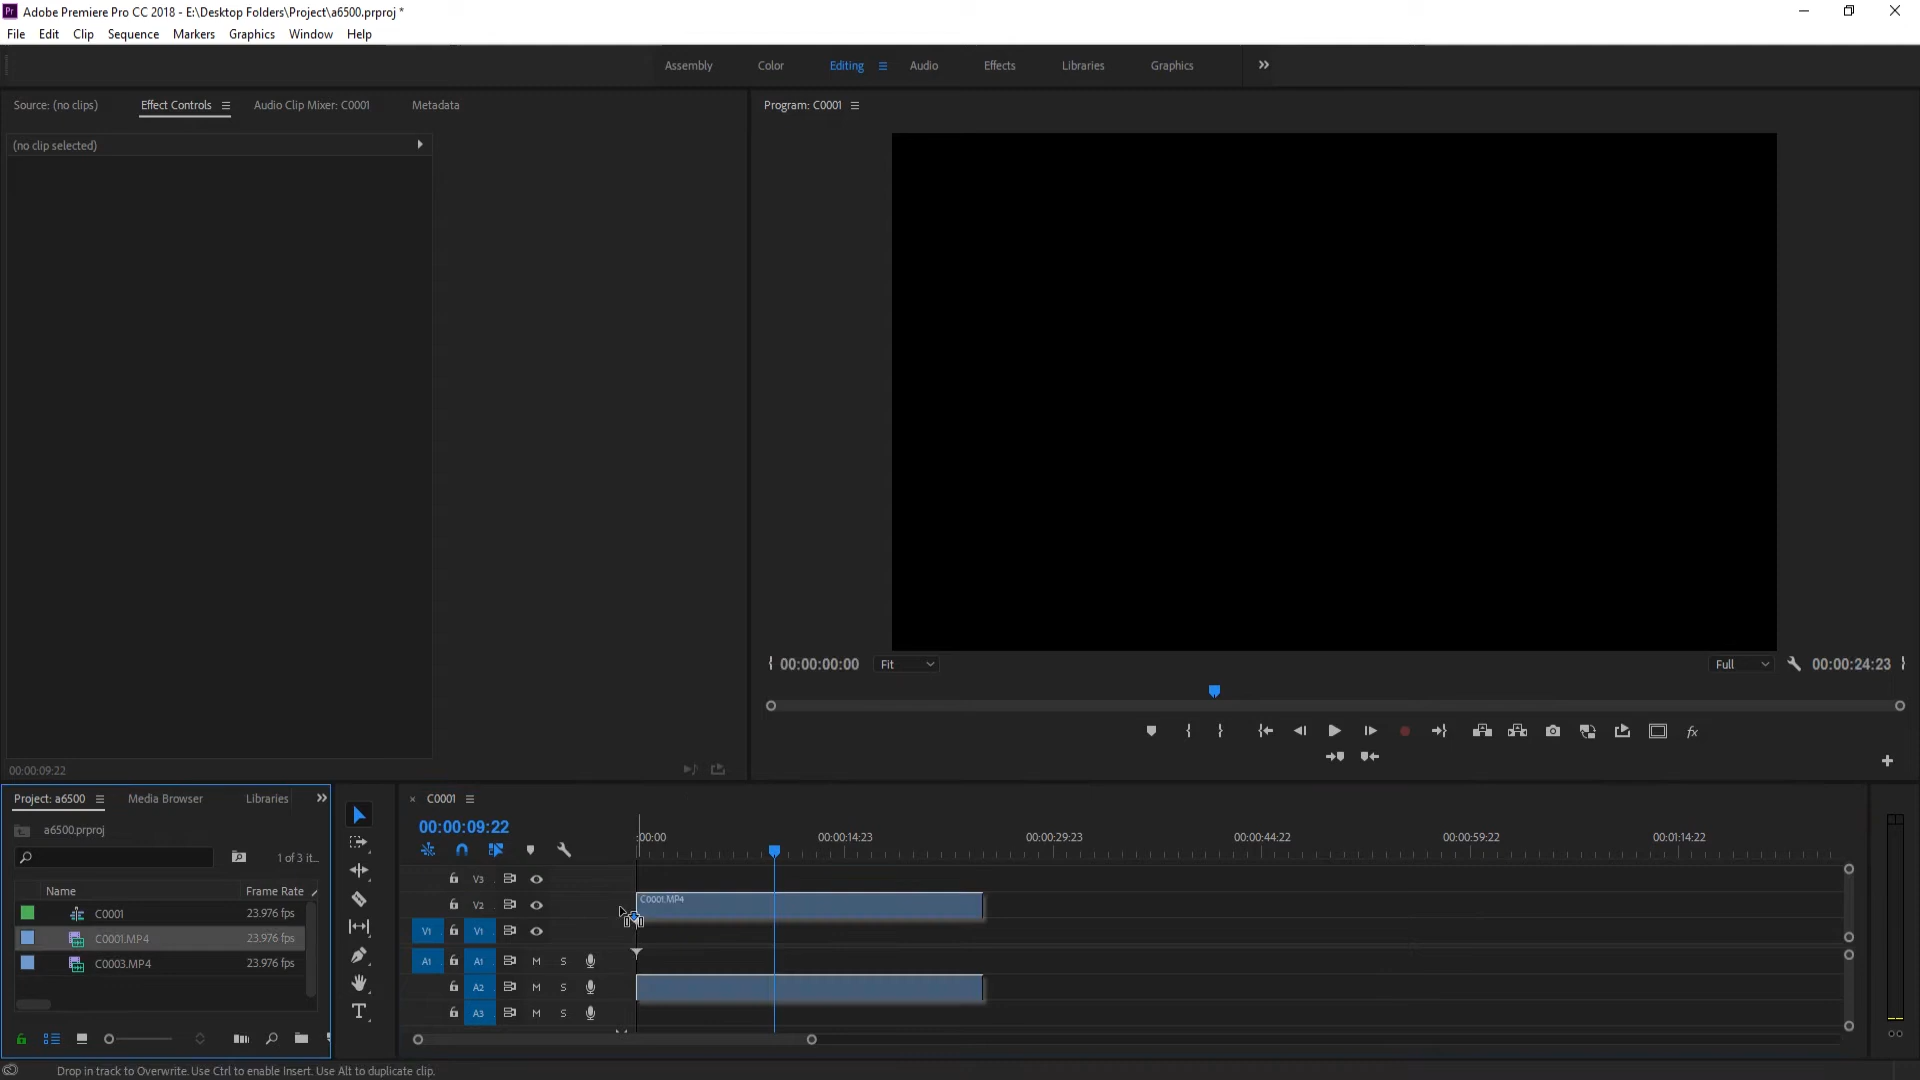 Adobe Premiere Pro CC 2018 - E:\Desktop Folders\Project\a6500.prproj *
File Edit Clip Sequence Markers Graphics Window Help
Assembly Color Editing Audio Effects Libraries Graphics
Source: (no clips) Effect Controls Audio Clip Mixer: C0001 Metadata
Program: C0001
(no clip selected)
00:00:00:00 Fit Full 00:00:24:23
00:00:09:22
Project: a6500 Media Browser Libraries
a6500.prproj
1 of 3 it...
Name Frame Rate
C0001 23.976 fps
C0001.MP4 23.976 fps
C0003.MP4 23.976 fps
C0001
00:00:09:22
:00:00 00:00:14:23 00:00:29:23 00:00:44:22 00:00:59:22 00:01:14:22
V3
V2 C0001.MP4
V1 V1
A1 A1 M S
A2 M S
A3 M S
Drop in track to Overwrite. Use Ctrl to enable Insert. Use Alt to duplicate clip.